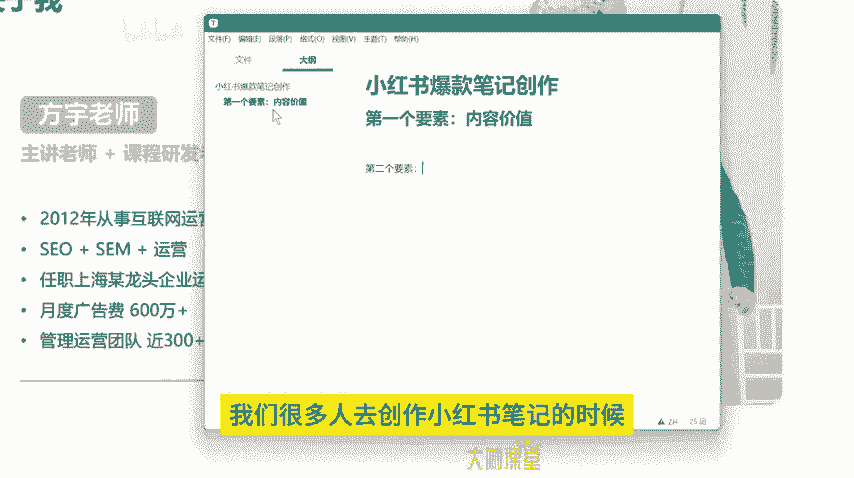 方宇老师
主讲老师 + 课程研发
• 2012年从事互联网运营
• SEO + SEM + 运营
• 任职上海某龙头企业运
• 月度广告费 600万+
• 管理运营团队 近300+
文件(F) 编辑(E) 段落(P) 格式(O) 视图(V) 主题(T) 帮助(H)
文件 大纲
小红书爆款笔记创作
第一个要素：内容价值
小红书爆款笔记创作
第一个要素：内容价值
第二个要素：
我们很多人去创作小红书笔记的时候